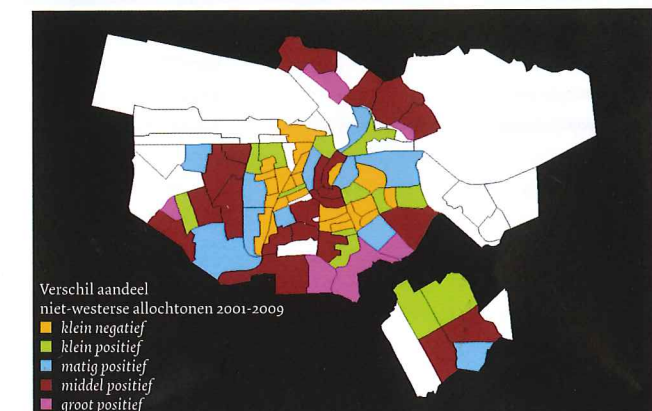 Verschil aandeel
niet-westerse allochtonen 2001-2009
klein negatief
klein positief
matig positief
middel positief
groot positief